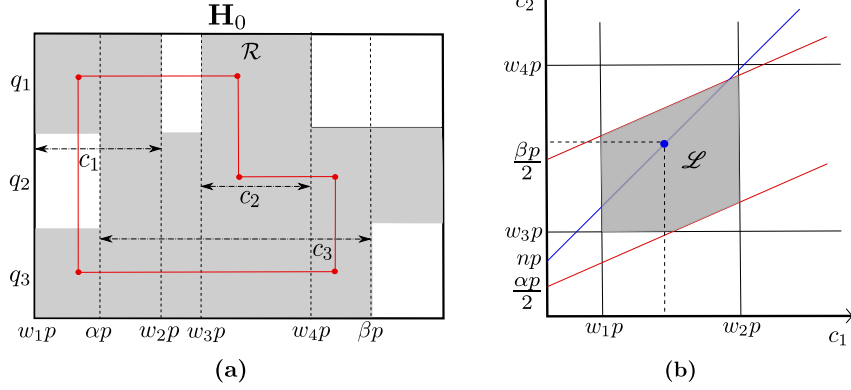 H₀
ℛ
q₁
c₁
q₂
c₂
c₃
q₃
w₁p αp w₂p w₃p w₄p βp
(a)
c₂
w₄p
βp/2
ℒ
w₃p
np
αp/2
w₁p w₂p
c₁
(b)